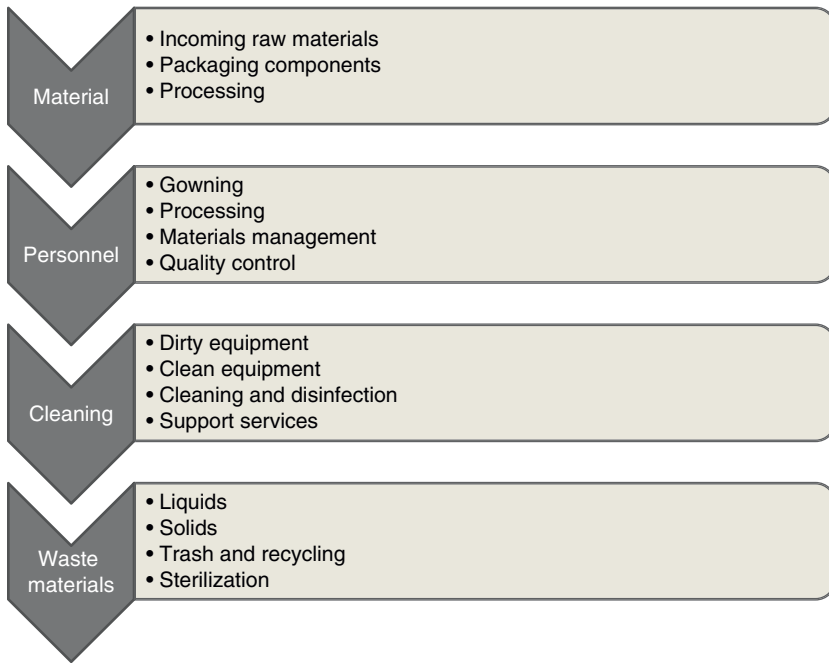 Material
• Incoming raw materials
• Packaging components
• Processing
Personnel
• Gowning
• Processing
• Materials management
• Quality control
Cleaning
• Dirty equipment
• Clean equipment
• Cleaning and disinfection
• Support services
Waste
materials
• Liquids
• Solids
• Trash and recycling
• Sterilization